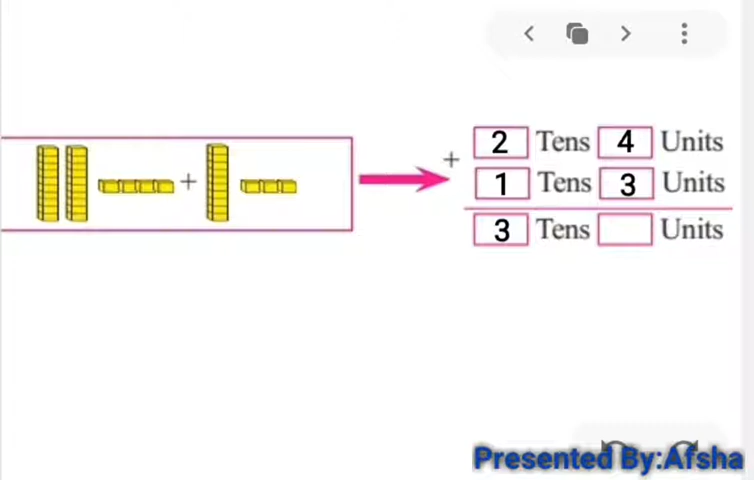 +
+ 2 Tens 4 Units
1 Tens 3 Units
3 Tens Units
Presented By:Afsha